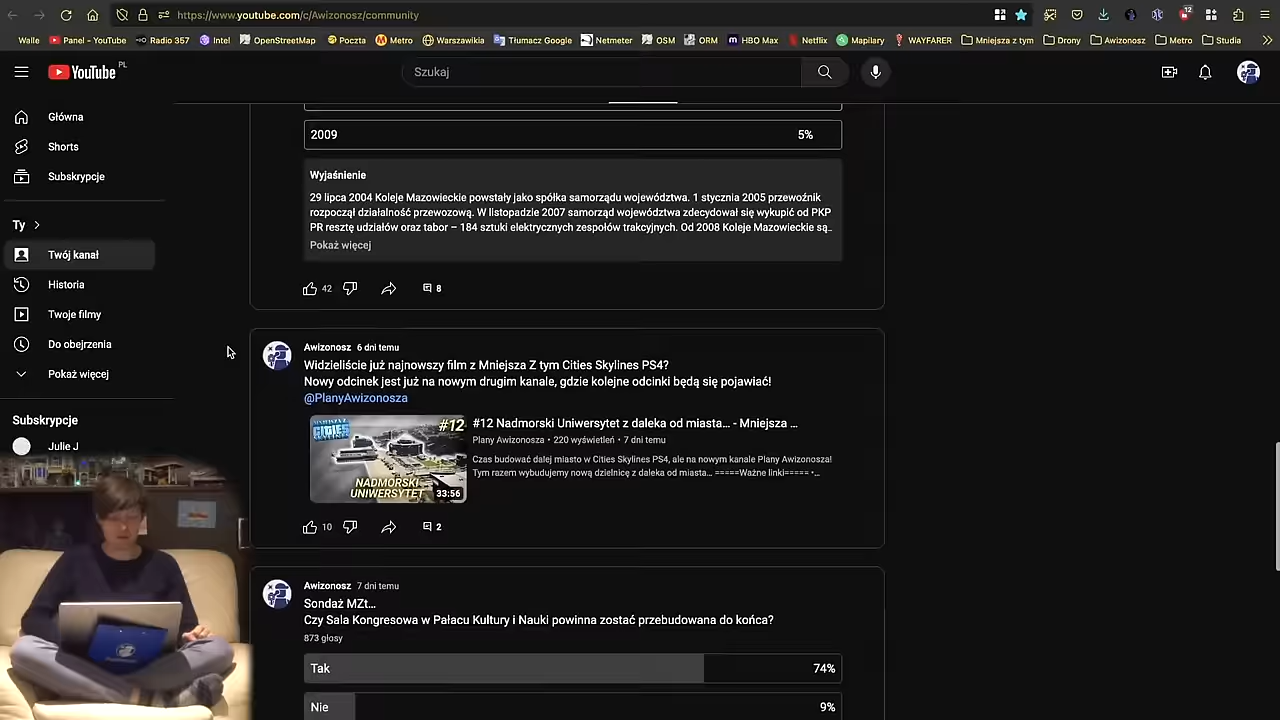 https://www.youtube.com/c/Awizonosz/community
12
Walle
Panel - YouTube
Radio 357
Intel
OpenStreetMap
Poczta
Metro
Warszawikia
Tłumacz Google
Netmeter
OSM
ORM
HBO Max
Netflix
Mapilary
WAYFARER
Mniejsza z tym
Drony
Awizonosz
Metro
Studia
YouTube PL
Szukaj
Główna
Shorts
Subskrypcje
Ty
Twój kanał
Historia
Twoje filmy
Do obejrzenia
Pokaż więcej
Subskrypcje
Julie J
2009 5%
Wyjaśnienie
29 lipca 2004 Koleje Mazowieckie powstały jako spółka samorządu województwa. 1 stycznia 2005 przewoźnik
rozpoczął działalność przewozową. W listopadzie 2007 samorząd województwa zdecydował się wykupić od PKP
PR resztę udziałów oraz tabor – 184 sztuki elektrycznych zespołów trakcyjnych. Od 2008 Koleje Mazowieckie są…
Pokaż więcej
42 8
Awizonosz 6 dni temu
Widzieliście już najnowszy film z Mniejsza Z tym Cities Skylines PS4?
Nowy odcinek jest już na nowym drugim kanale, gdzie kolejne odcinki będą się pojawiać!
@PlanyAwizonosza
CITIES
#12
NADMORSKI
UNIWERSYTET
33:56
#12 Nadmorski Uniwersytet z daleka od miasta... - Mniejsza ...
Plany Awizonosza • 220 wyświetleń • 7 dni temu
Czas budować dalej miasto w Cities Skylines PS4, ale na nowym kanale Plany Awizonosza!
Tym razem wybudujemy nową dzielnicę z daleka od miasta... =====Ważne linki===== •...
10 2
Awizonosz 7 dni temu
Sondaż MZt...
Czy Sala Kongresowa w Pałacu Kultury i Nauki powinna zostać przebudowana do końca?
873 głosy
Tak 74%
Nie 9%